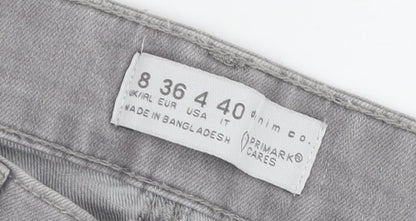 8 36 4 40
UK/IRL EUR USA IT
MADE IN BANGLADESH
denim co.
PRIMARK®
CARES